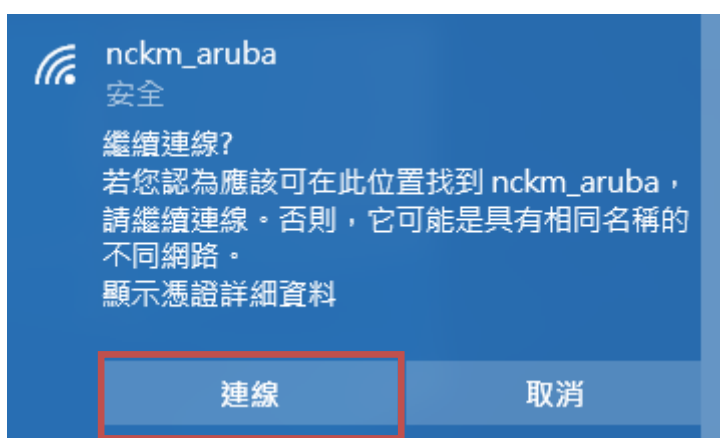 nckm_aruba
安全
繼續連線?
若您認為應該可在此位置找到 nckm_aruba，
請繼續連線。否則，它可能是具有相同名稱的
不同網路。
顯示憑證詳細資料
連線
取消